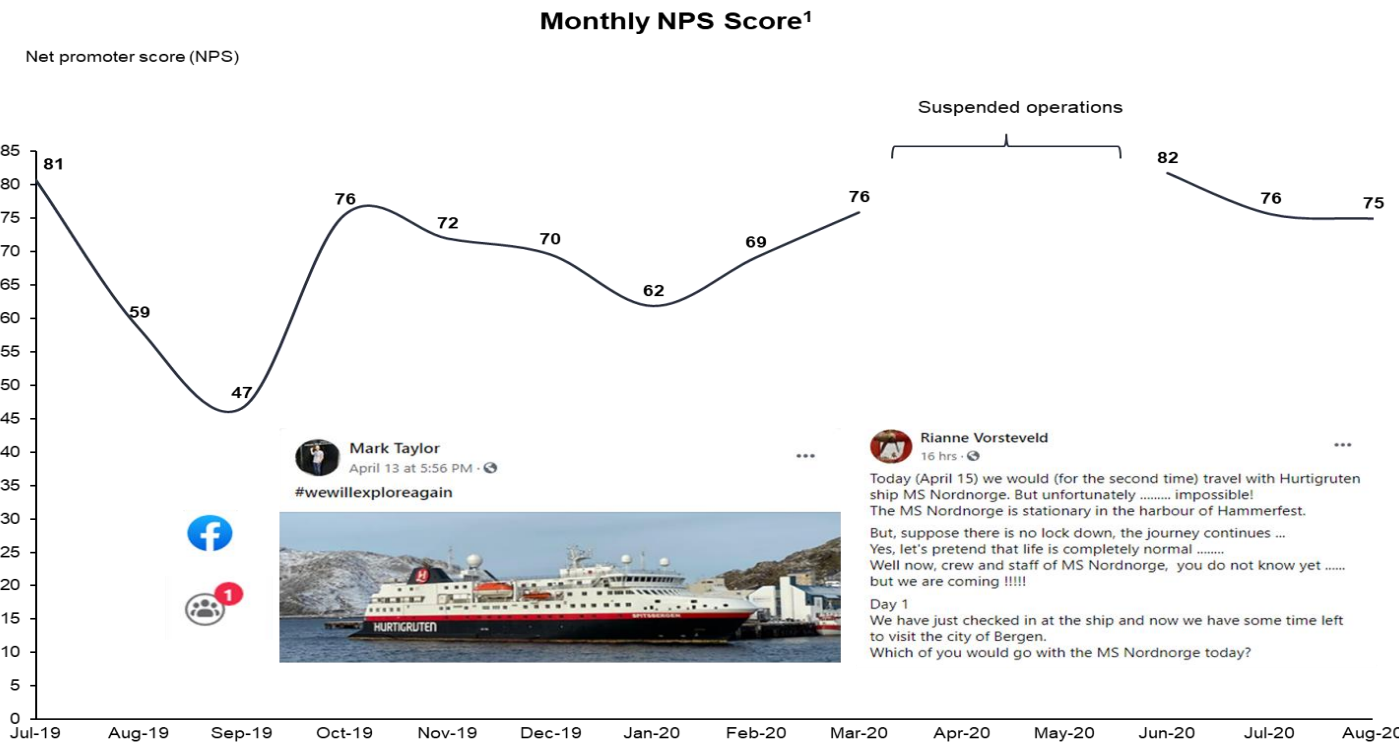 Monthly NPS Score¹
Net promoter score (NPS)
Suspended operations
85
80
75
70
65
60
55
50
45
40
35
30
25
20
15
10
5
0
81
59
47
76
72
70
62
69
76
82
76
75
Mark Taylor
April 13 at 5:56 PM ·
#wewillexploreagain
HURTIGRUTEN
SPITSBERGEN
1
Rianne Vorsteveld
16 hrs ·
Today (April 15) we would (for the second time) travel with Hurtigruten
ship MS Nordnorge. But unfortunately ......... impossible!
The MS Nordnorge is stationary in the harbour of Hammerfest.
But, suppose there is no lock down, the journey continues ...
Yes, let's pretend that life is completely normal ........
Well now, crew and staff of MS Nordnorge, you do not know yet ......
but we are coming !!!!!
Day 1
We have just checked in at the ship and now we have some time left
to visit the city of Bergen.
Which of you would go with the MS Nordnorge today?
Jul-19 Aug-19 Sep-19 Oct-19 Nov-19 Dec-19 Jan-20 Feb-20 Mar-20 Apr-20 May-20 Jun-20 Jul-20 Aug-20